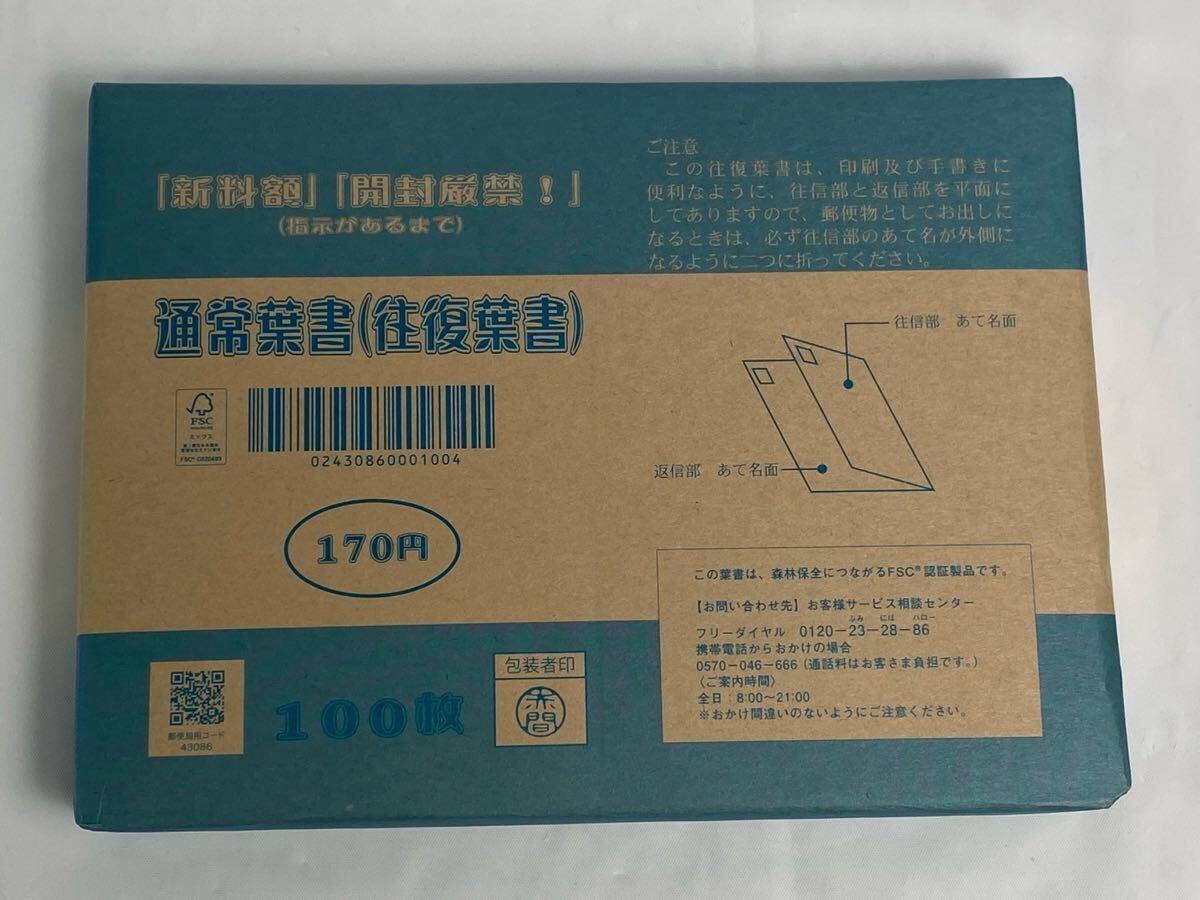 「新料額」「開封厳禁！」
(指示があるまで)
ご注意
この往復葉書は、印刷及び手書きに
便利なように、往信部と返信部を平面に
してありますので、郵便物としてお出しに
なるときは、必ず往信部のあて名が外側に
なるように二つに折ってください。
通常葉書(往復葉書)
往信部 あて名面
返信部 あて名面
FSC
ミックス
02430860001004
170円
この葉書は、森林保全につながるFSC®認証製品です。
【お問い合わせ先】お客様サービス相談センター
ふみ には ハロー
フリーダイヤル 0120-23-28-86
携帯電話からおかけの場合
0570-046-666(通話料はお客さま負担です。)
〈ご案内時間〉
全日：8:00～21:00
※おかけ間違いのないようにご注意ください。
郵便局用コード
43086
100枚
包装者印
赤間